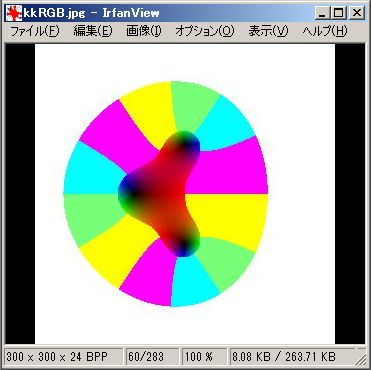 kkRGB.jpg - IrfanView
ファイル(F) 編集(E) 画像(I) オプション(O) 表示(V) ヘルプ(H)
300 x 300 x 24 BPP 60/283 100 % 8.08 KB / 263.71 KB